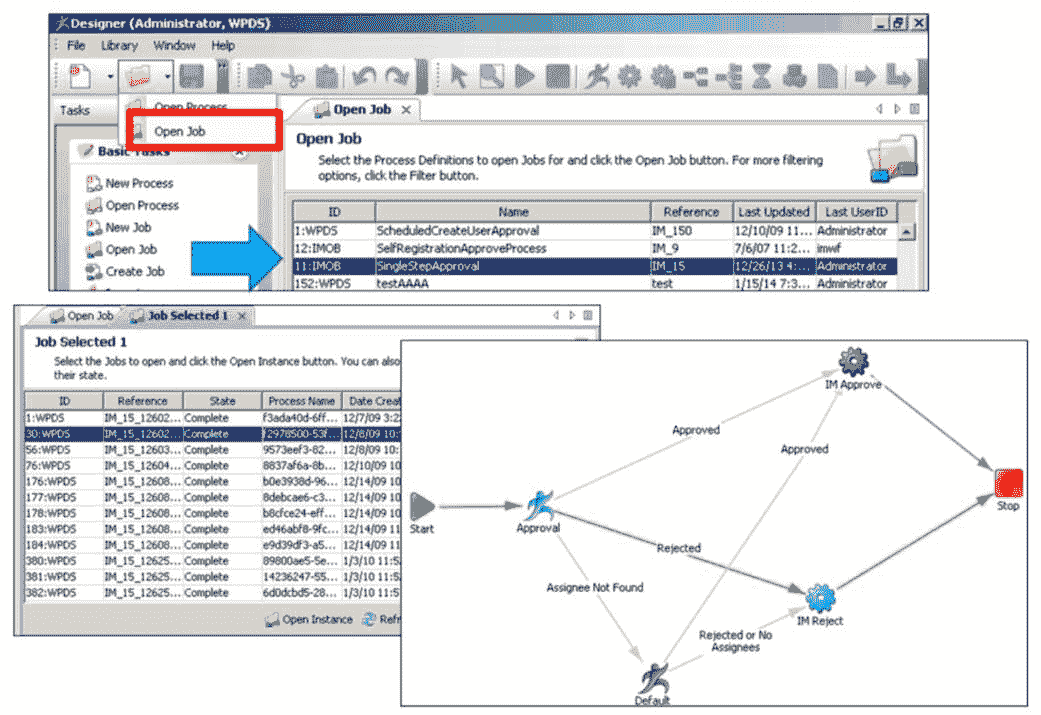 Designer (Administrator, WPDS)
File Library Window Help
Tasks
Open Process
Open Job
Open Job
Basic Tasks
New Process
Open Process
New Job
Open Job
Create Job
Open Job
Select the Process Definitions to open Jobs for and click the Open Job button. For more filtering
options, click the Filter button.
ID Name Reference Last Updated Last UserID
1:WPDS ScheduledCreateUserApproval IM_150 12/10/09 11... Administrator
12:IMOB SelfRegistrationApproveProcess IM_9 7/6/07 11:2... imwf
11:IMOB SingleStepApproval IM_15 12/26/13 4:... Administrator
152:WPDS testAAAA test 1/15/14 7:3... Administrator
Open Job Job Selected 1
Job Selected 1
Select the Jobs to open and click the Open Instance button. You can also
their state.
ID Reference State Process Name Date Creat
1:WPDS IM_15_12602... Complete f3ada40d-6ff... 12/7/09 3:2
30:WPDS IM_15_12602... Complete f2978500-53f... 12/8/09 10:
56:WPDS IM_15_12603... Complete 9573eef3-82... 12/8/09 10:
76:WPDS IM_15_12604... Complete 8837af6a-8b... 12/10/09 10
176:WPDS IM_15_12608... Complete b0e3938d-96... 12/14/09 10
177:WPDS IM_15_12608... Complete 8debcae6-c3... 12/14/09 10
178:WPDS IM_15_12608... Complete b8cfce24-eff... 12/14/09 10
183:WPDS IM_15_12608... Complete ed46abf8-9fc... 12/14/09 11
184:WPDS IM_15_12608... Complete e9d39df3-a5... 12/14/09 11
380:WPDS IM_15_12625... Complete 89800ae5-5e... 1/3/10 11:5
381:WPDS IM_15_12625... Complete 14236247-55... 1/3/10 11:5
382:WPDS IM_15_12625... Complete 6d0dcbd5-28... 1/3/10 11:5
Open Instance Refr
IM Approve
Approved
Approved
Start
Approval
Stop
Rejected
Assignee Not Found
IM Reject
Rejected or No
Assignees
Default